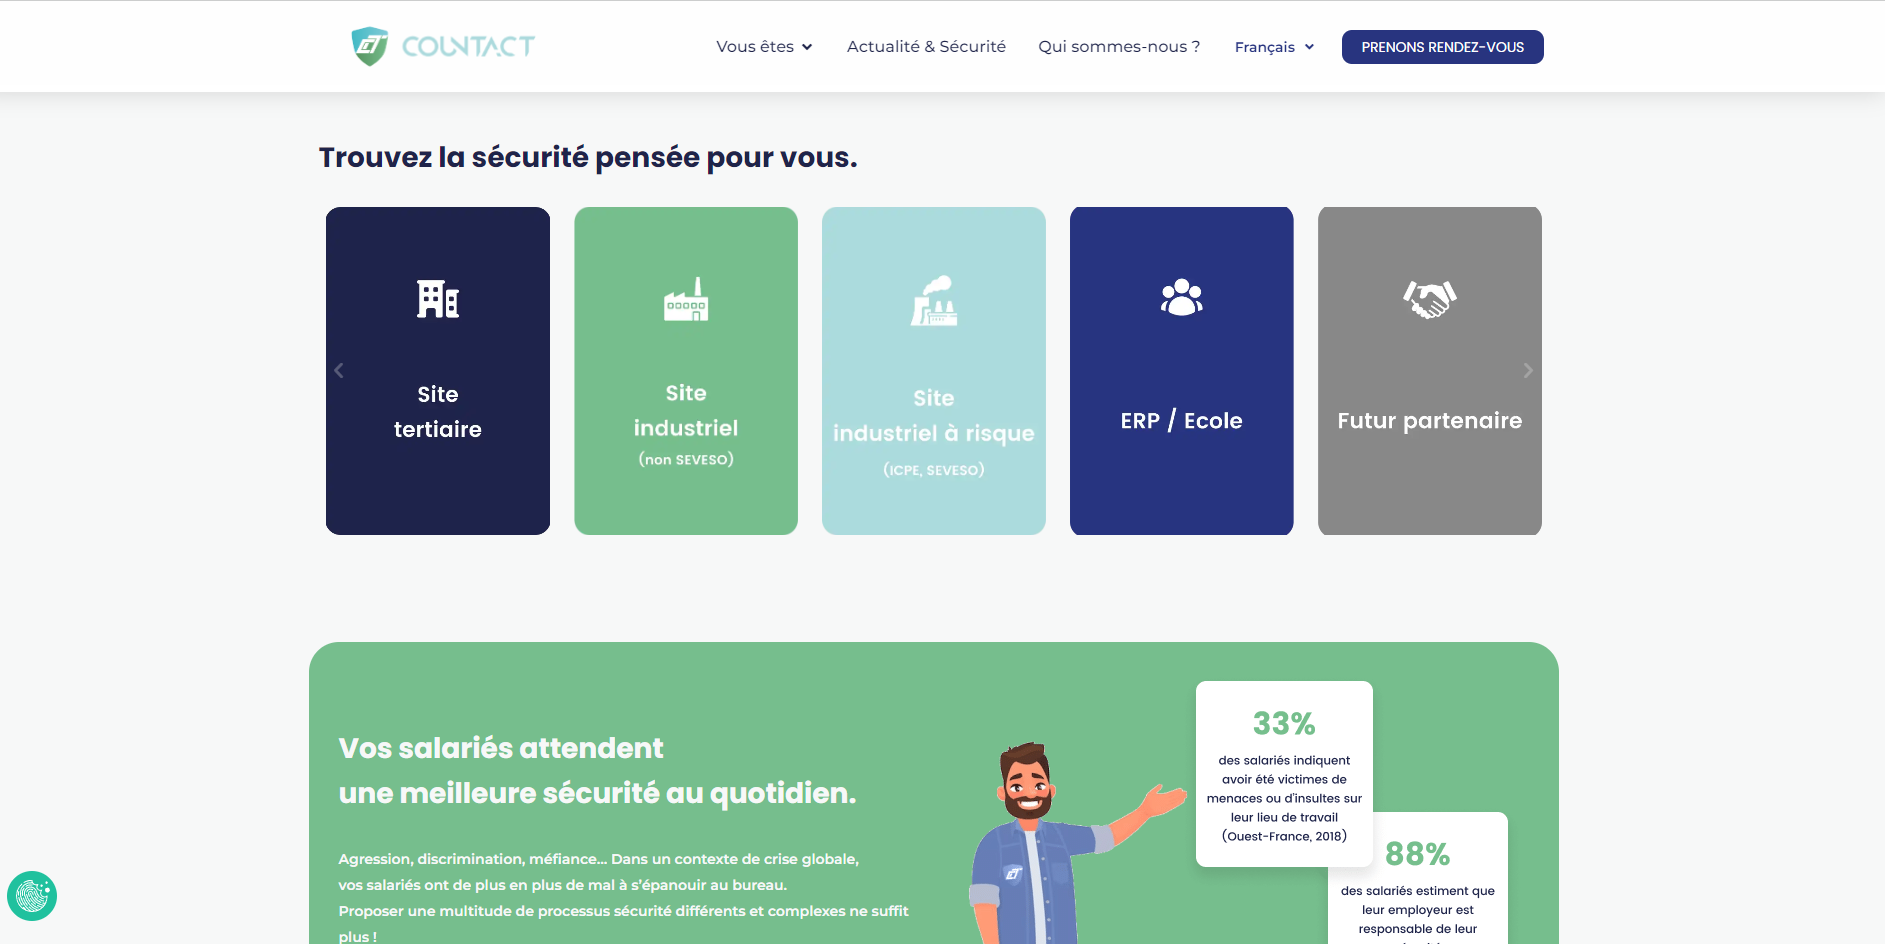 COUNTACT
Vous êtes
Actualité & Sécurité
Qui sommes-nous ?
Français
PRENONS RENDEZ-VOUS
Trouvez la sécurité pensée pour vous.
Site
tertiaire
Site
industriel
(non SEVESO)
Site
industriel à risque
(ICPE, SEVESO)
ERP / Ecole
Futur partenaire
Vos salariés attendent
une meilleure sécurité au quotidien.
Agression, discrimination, méfiance... Dans un contexte de crise globale,
vos salariés ont de plus en plus de mal à s'épanouir au bureau.
Proposer une multitude de processus sécurité différents et complexes ne suffit
plus !
33%
des salariés indiquent
avoir été victimes de
menaces ou d'insultes sur
leur lieu de travail
(Ouest-France, 2018)
88%
des salariés estiment que
leur employeur est
responsable de leur